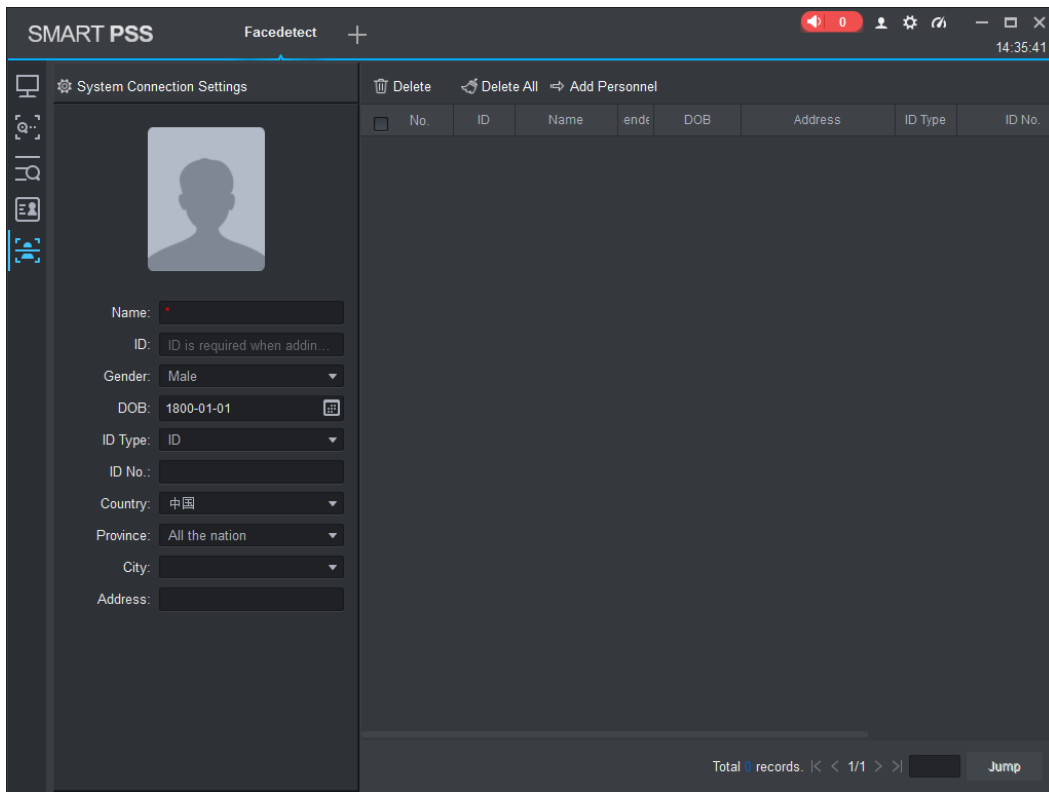 SMART PSS
Facedetect
0
14:35:41
System Connection Settings
Delete
Delete All
Add Personnel
No. ID Name ende DOB Address ID Type ID No.
Name: *
ID: ID is required when addin...
Gender: Male
DOB: 1800-01-01
ID Type: ID
ID No.:
Country: 中国
Province: All the nation
City:
Address:
Total 0 records. |< < 1/1 > >| Jump